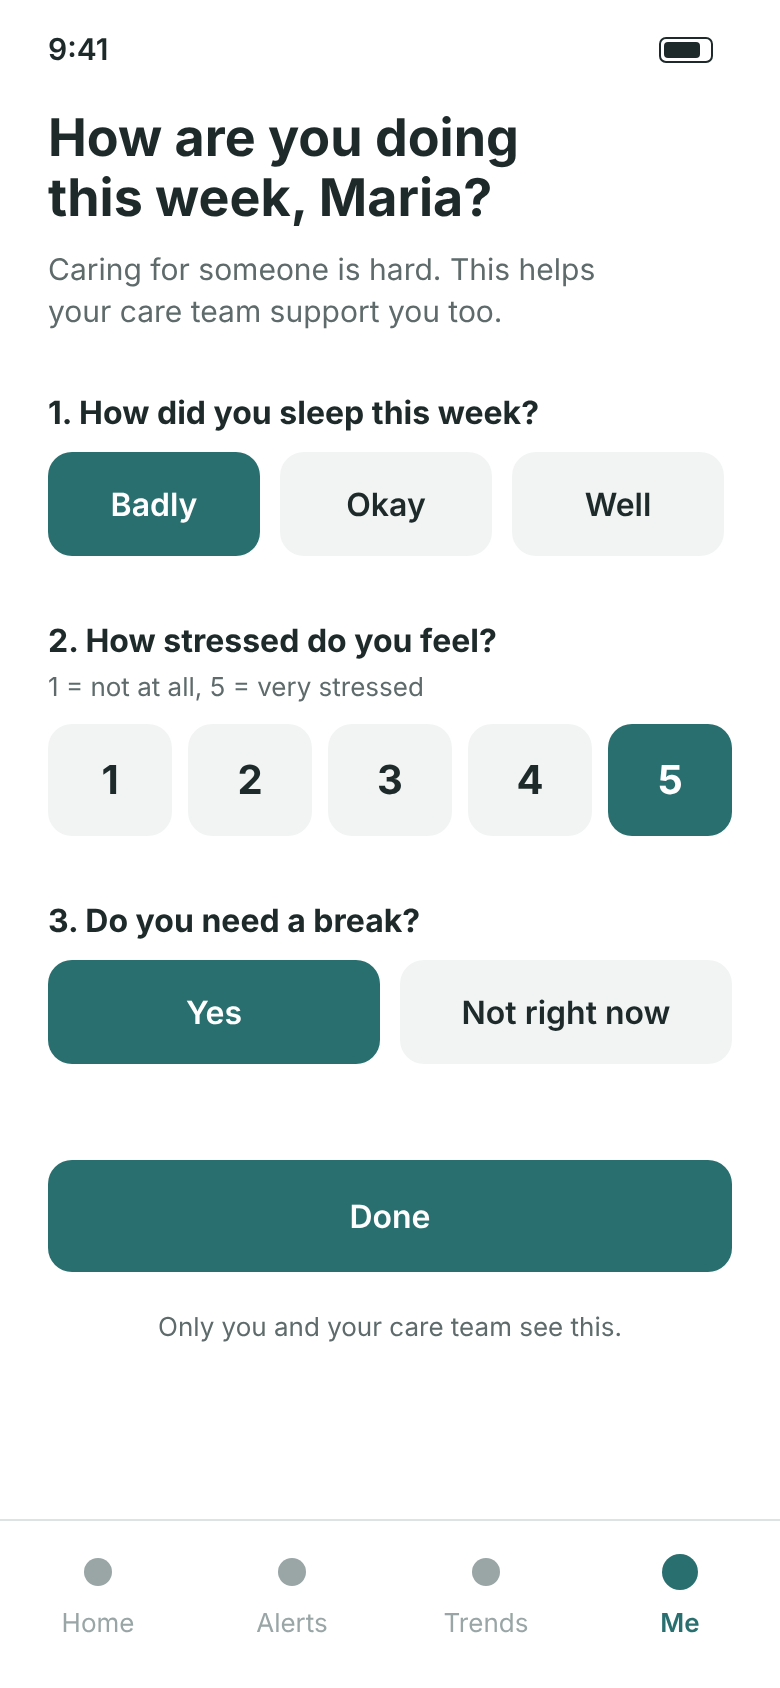 9:41
How are you doing
this week, Maria?
Caring for someone is hard. This helps
your care team support you too.
1. How did you sleep this week?
Badly Okay Well
2. How stressed do you feel?
1 = not at all, 5 = very stressed
1 2 3 4 5
3. Do you need a break?
Yes Not right now
Done
Only you and your care team see this.
Home Alerts Trends Me